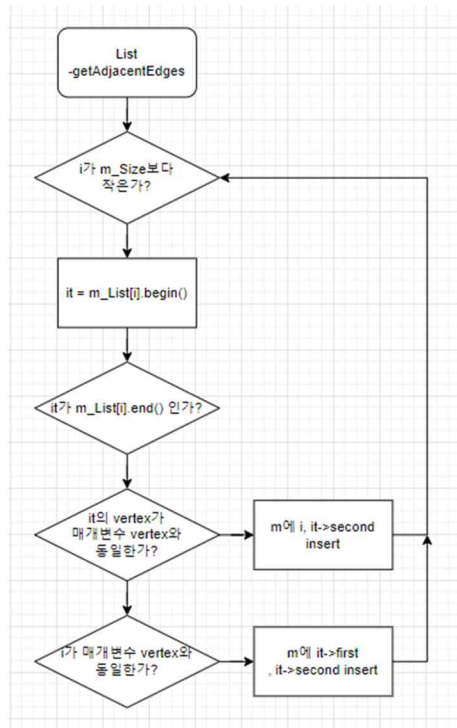 List
-getAdjacentEdges
i가 m_Size보다
작은가?
it = m_List[i].begin()
it가 m_List[i].end() 인가?
it의 vertex가
매개변수 vertex와
동일한가?
m에 i, it->second
insert
i가 매개변수 vertex와
동일한가?
m에 it->first
, it->second insert